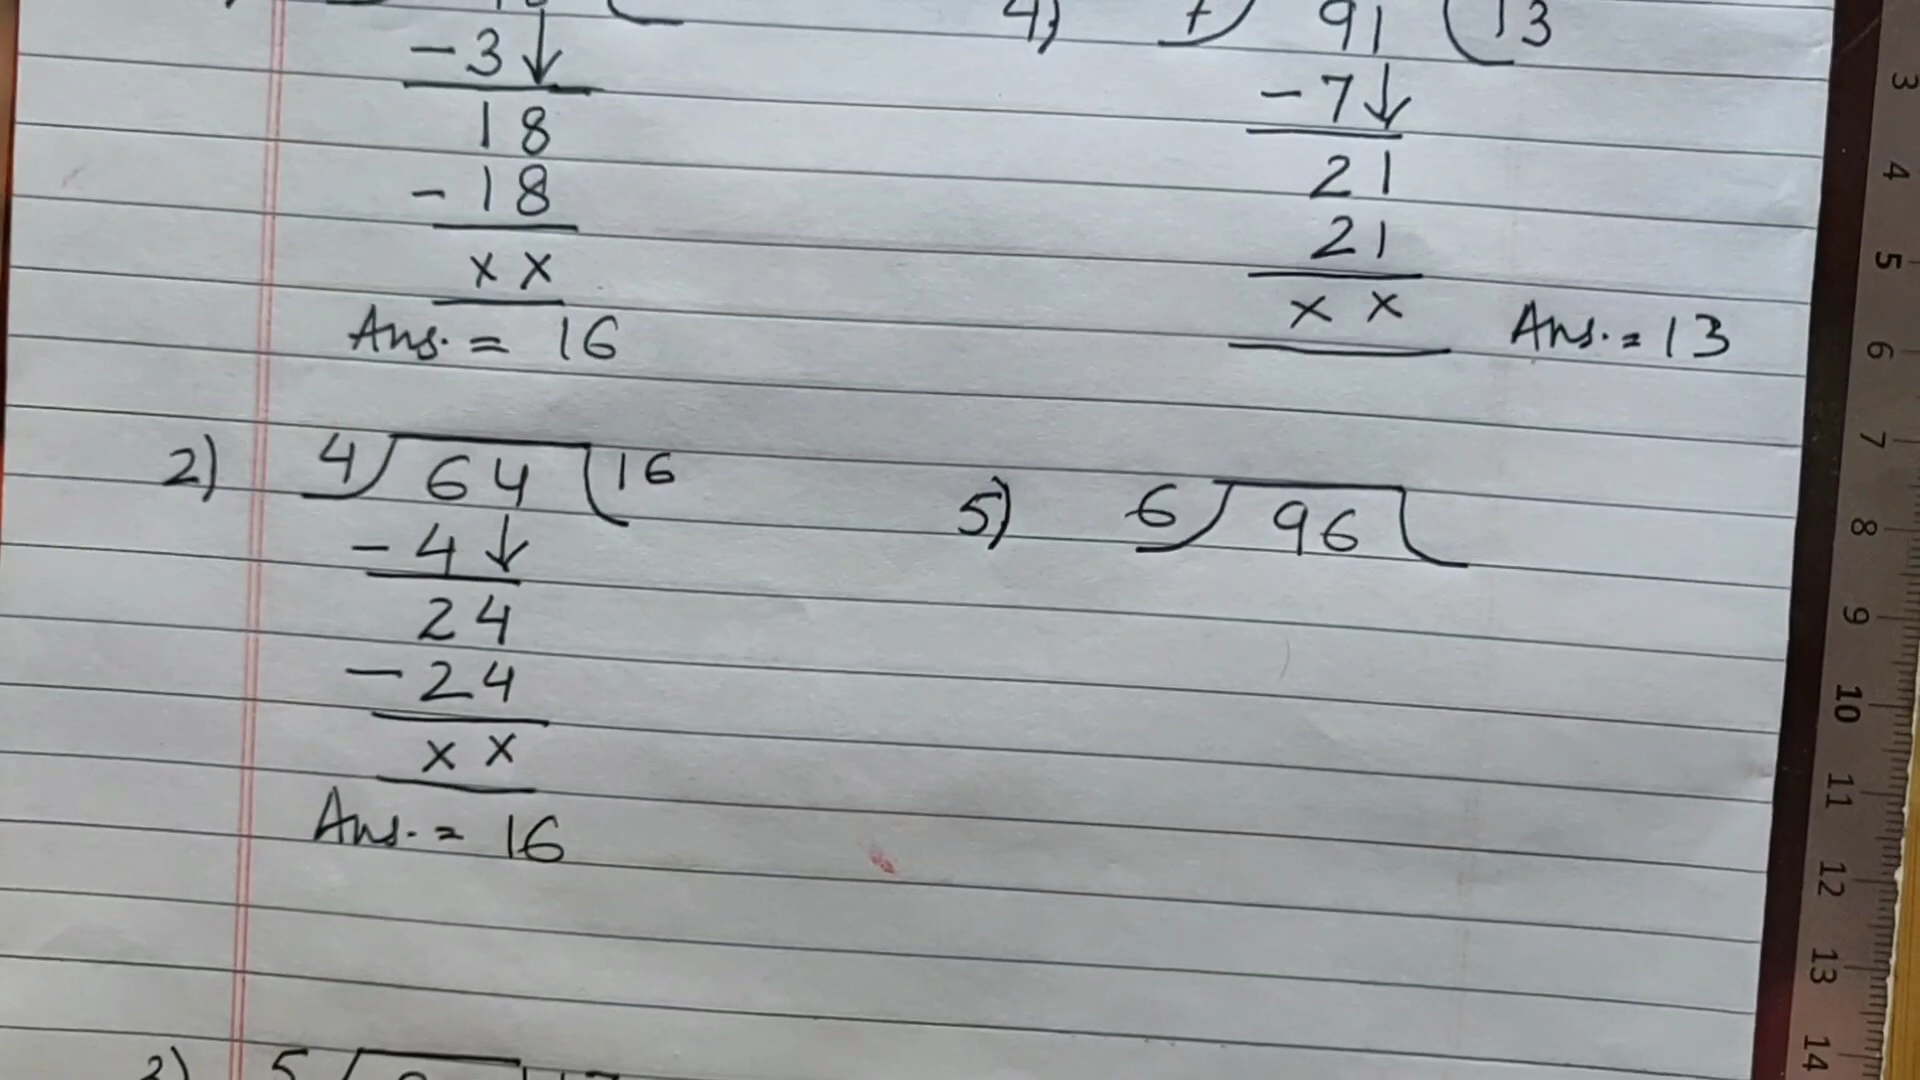 - 3 ↓
18
- 18
x x
Ans. = 16
2) 4 ) 64 ( 16
- 4 ↓
24
- 24
x x
Ans. = 16
4) 7 ) 91 ( 13
- 7 ↓
21
21
x x Ans. = 13
5) 6 ) 96 (
3
4
5
6
7
8
9
10
11
12
13
14